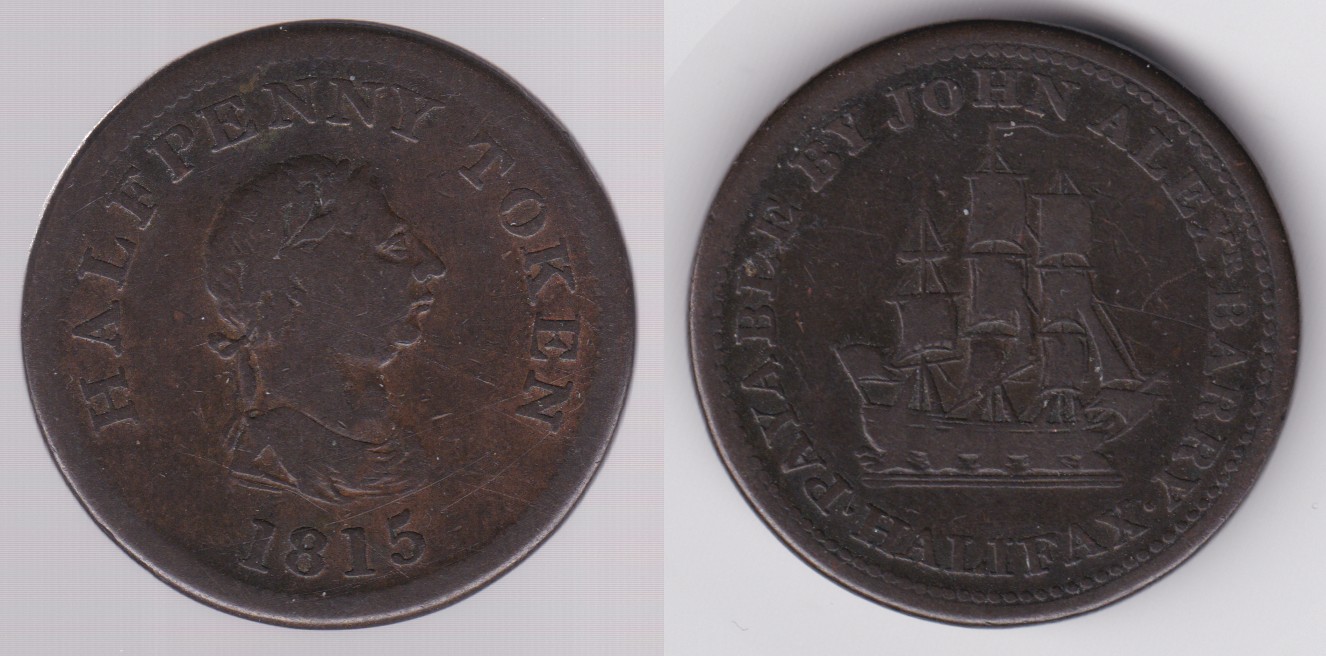 HALFPENNY TOKEN
1815
PAYABLE BY JOHN ALEXR. BARRY.
HALIFAX